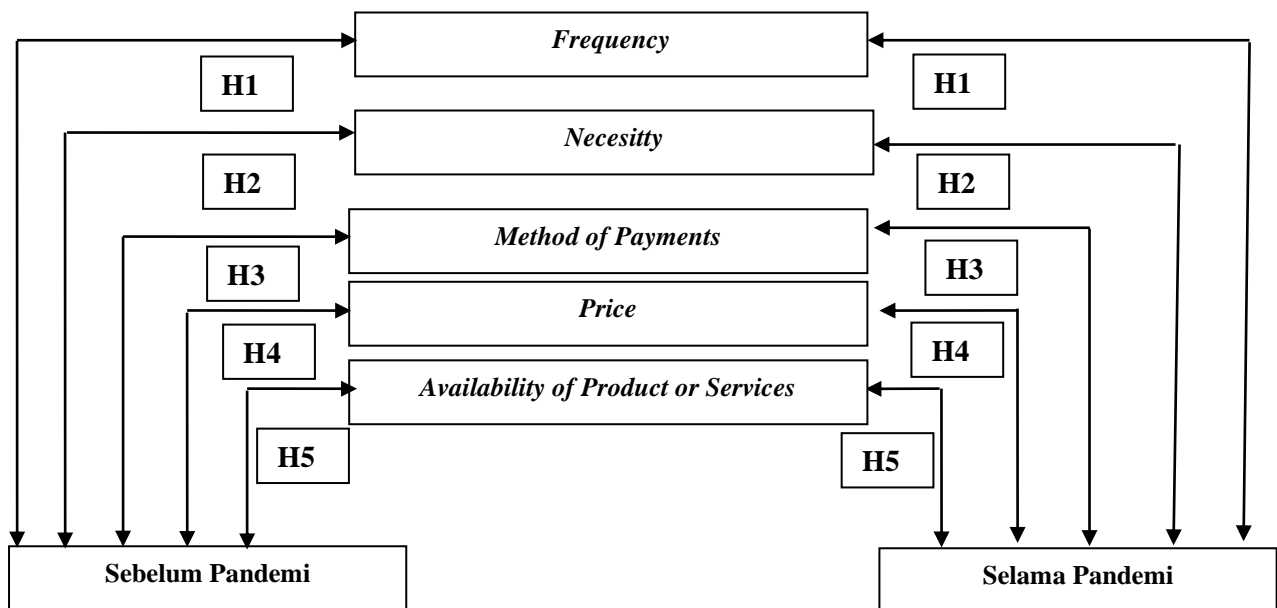 Frequency
H1
H1
Necesitty
H2
H2
Method of Payments
H3
H3
Price
H4
H4
Availability of Product or Services
H5
H5
Sebelum Pandemi
Selama Pandemi